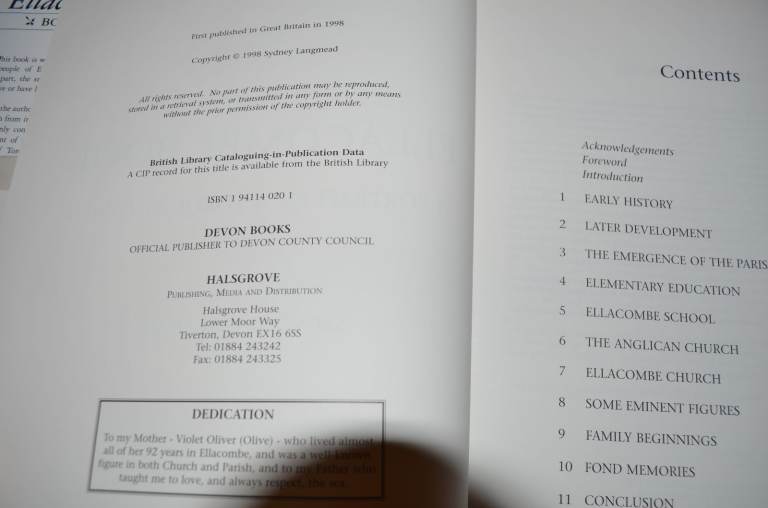 First published in Great Britain in 1998
Copyright © 1998 Sydney Langmead
All rights reserved. No part of this publication may be reproduced,
stored in a retrieval system, or transmitted in any form or by any means
without the prior permission of the copyright holder.
British Library Cataloguing-in-Publication Data
A CIP record for this title is available from the British Library
ISBN 1 94114 020 1
DEVON BOOKS
OFFICIAL PUBLISHER TO DEVON COUNTY COUNCIL
HALSGROVE
PUBLISHING, MEDIA AND DISTRIBUTION
Halsgrove House
Lower Moor Way
Tiverton, Devon EX16 6SS
Tel: 01884 243242
Fax: 01884 243325
DEDICATION
To my Mother - Violet Oliver (Olive) - who lived almost
all of her 92 years in Ellacombe, and was a well-known
figure in both Church and Parish, and to my Father who
taught me to love, and always respect, the sea.
Contents
Acknowledgements
Foreword
Introduction
1 EARLY HISTORY
2 LATER DEVELOPMENT
3 THE EMERGENCE OF THE PARIS
4 ELEMENTARY EDUCATION
5 ELLACOMBE SCHOOL
6 THE ANGLICAN CHURCH
7 ELLACOMBE CHURCH
8 SOME EMINENT FIGURES
9 FAMILY BEGINNINGS
10 FOND MEMORIES
11 CONCLUSION